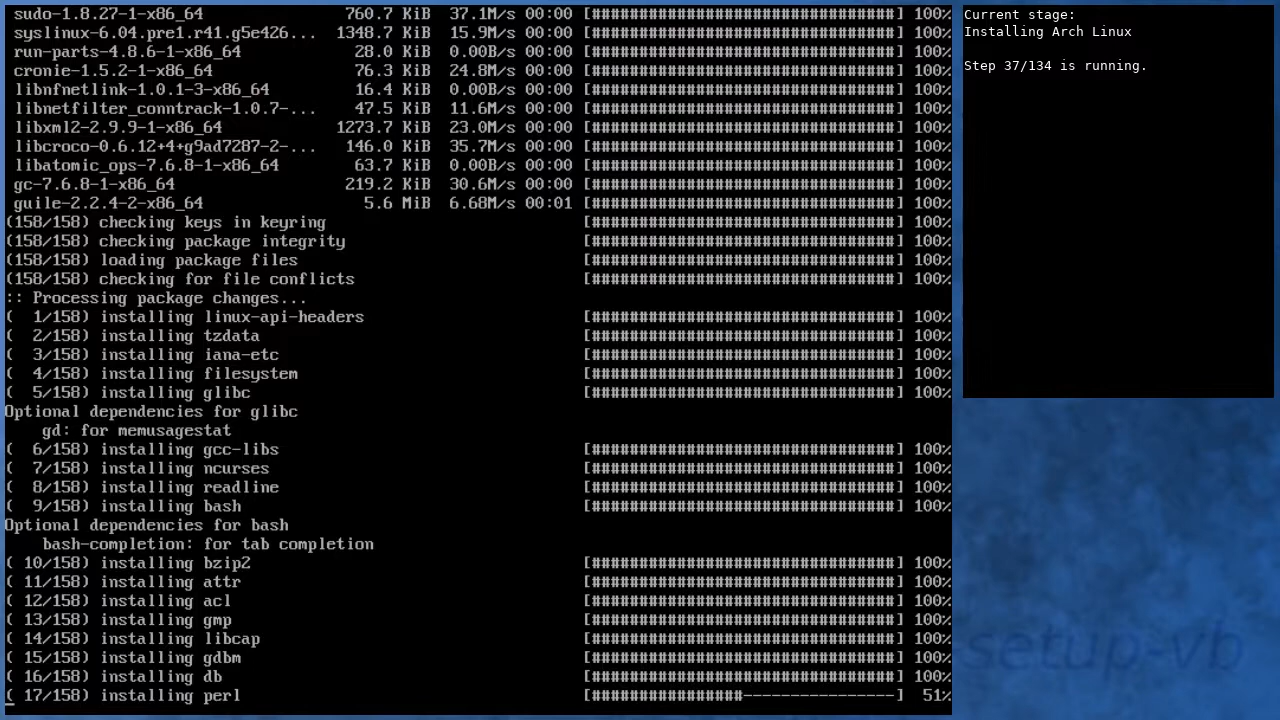 sudo-1.8.27-1-x86_64 760.7 KiB 37.1M/s 00:00 [################################] 100%
syslinux-6.04.pre1.r41.g5e426... 1348.7 KiB 15.9M/s 00:00 [################################] 100%
run-parts-4.8.6-1-x86_64 28.0 KiB 0.00B/s 00:00 [################################] 100%
cronie-1.5.2-1-x86_64 76.3 KiB 24.8M/s 00:00 [################################] 100%
libnfnetlink-1.0.1-3-x86_64 16.4 KiB 0.00B/s 00:00 [################################] 100%
libnetfilter_conntrack-1.0.7-... 47.5 KiB 11.6M/s 00:00 [################################] 100%
libxml2-2.9.9-1-x86_64 1273.7 KiB 23.0M/s 00:00 [################################] 100%
libcroco-0.6.12+4+g9ad7287-2-... 146.0 KiB 35.7M/s 00:00 [################################] 100%
libatomic_ops-7.6.8-1-x86_64 63.7 KiB 0.00B/s 00:00 [################################] 100%
gc-7.6.8-1-x86_64 219.2 KiB 30.6M/s 00:00 [################################] 100%
guile-2.2.4-2-x86_64 5.6 MiB 6.68M/s 00:01 [################################] 100%
(158/158) checking keys in keyring [################################] 100%
(158/158) checking package integrity [################################] 100%
(158/158) loading package files [################################] 100%
(158/158) checking for file conflicts [################################] 100%
:: Processing package changes...
( 1/158) installing linux-api-headers [################################] 100%
( 2/158) installing tzdata [################################] 100%
( 3/158) installing iana-etc [################################] 100%
( 4/158) installing filesystem [################################] 100%
( 5/158) installing glibc [################################] 100%
Optional dependencies for glibc
gd: for memusagestat
( 6/158) installing gcc-libs [################################] 100%
( 7/158) installing ncurses [################################] 100%
( 8/158) installing readline [################################] 100%
( 9/158) installing bash [################################] 100%
Optional dependencies for bash
bash-completion: for tab completion
( 10/158) installing bzip2 [################################] 100%
( 11/158) installing attr [################################] 100%
( 12/158) installing acl [################################] 100%
( 13/158) installing gmp [################################] 100%
( 14/158) installing libcap [################################] 100%
( 15/158) installing gdbm [################################] 100%
( 16/158) installing db [################################] 100%
( 17/158) installing perl [################----------------] 51%
Current stage:
Installing Arch Linux
Step 37/134 is running.
setup-vb